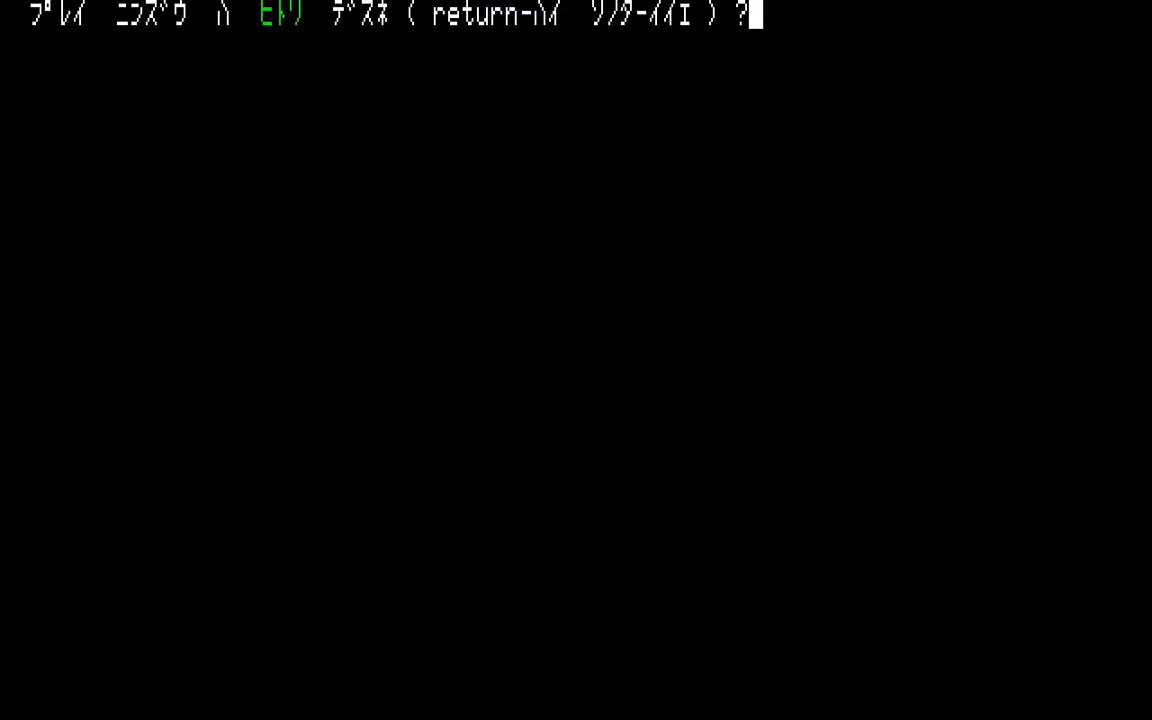 ﾌﾟﾚｲ ﾆﾝｽﾞｳ ﾊ ﾋﾄﾘ ﾃﾞｽﾈ ( return-ﾊｲ ｿﾉﾀ-ｲｲｴ ) ?